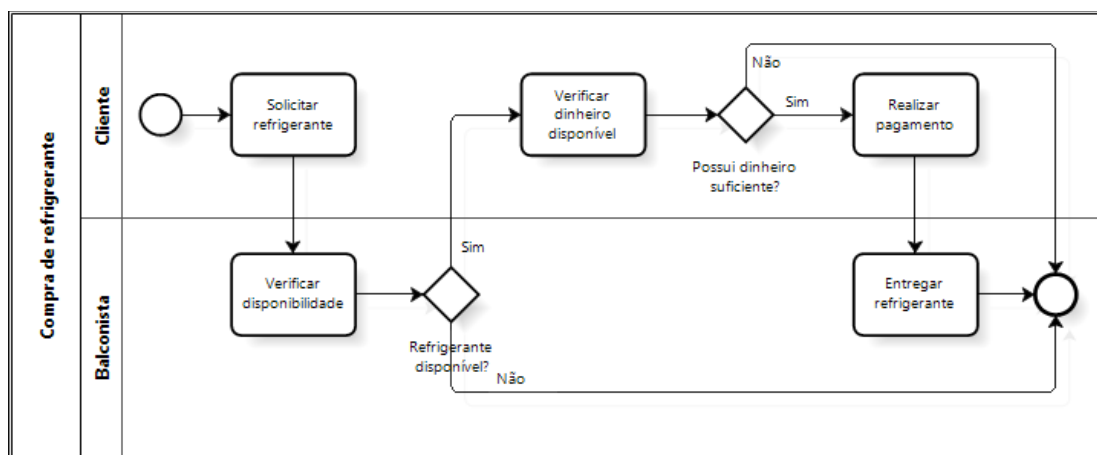 Compra de refrigrerante
Cliente
Solicitar
refrigerante
Verificar
dinheiro
disponível
Não
Sim
Possui dinheiro
suficiente?
Realizar
pagamento
Balconista
Verificar
disponibilidade
Sim
Refrigerante
disponível?
Não
Entregar
refrigerante